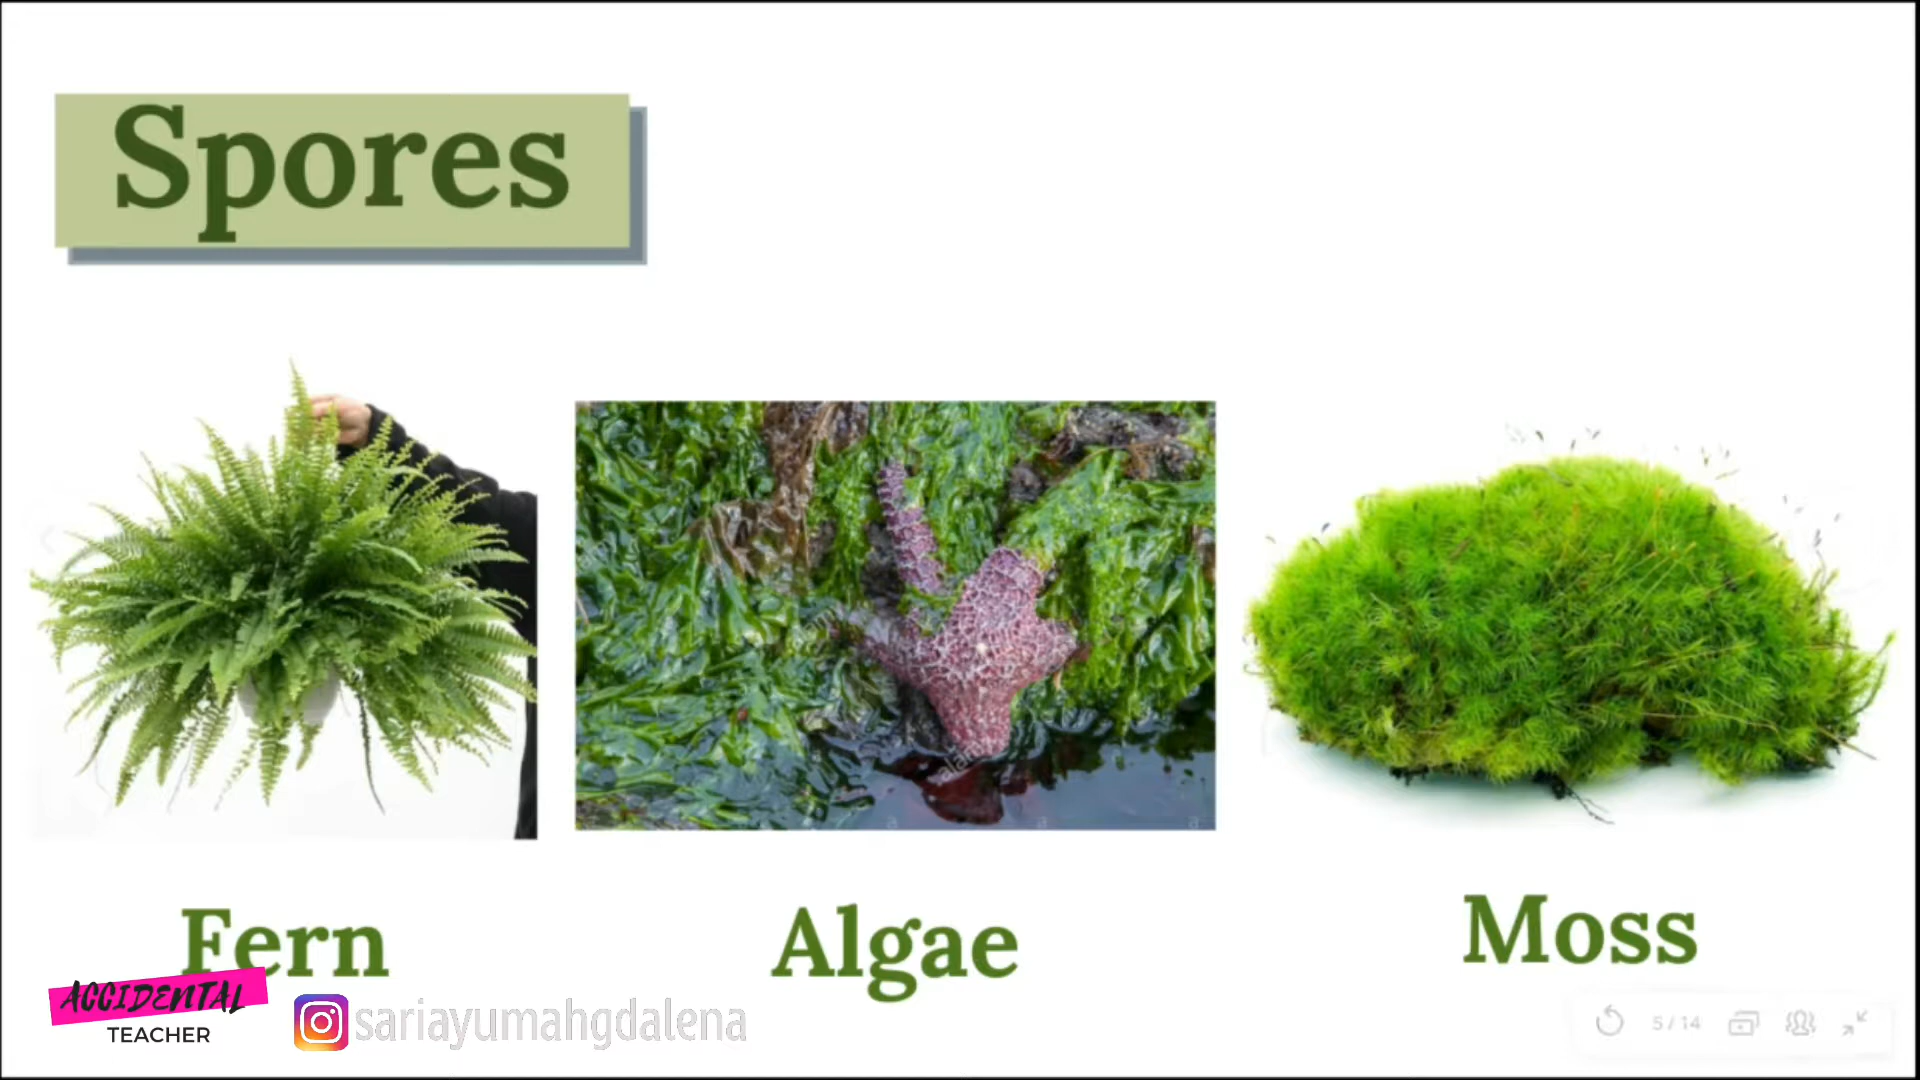 Spores
Fern
Algae
Moss
ACCIDENTAL
TEACHER
sariayumahgdalena
5 / 14